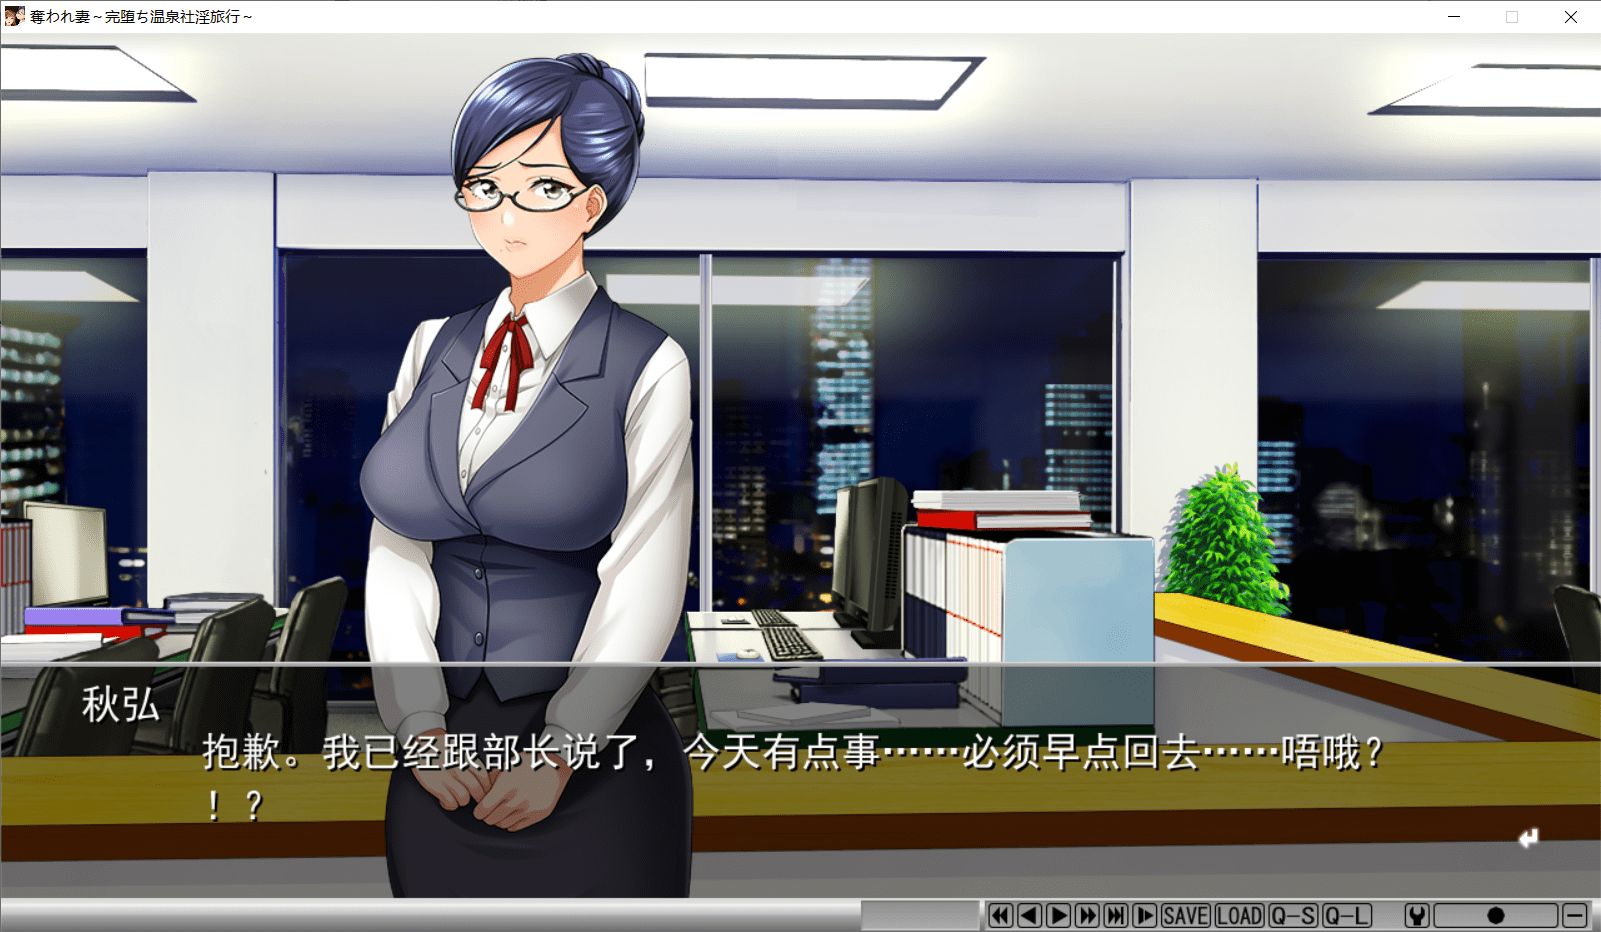 奪われ妻～完堕ち温泉社淫旅行～
秋弘
抱歉。我已经跟部长说了，今天有点事……必须早点回去……唔哦？
！？
SAVE LOAD Q-S Q-L